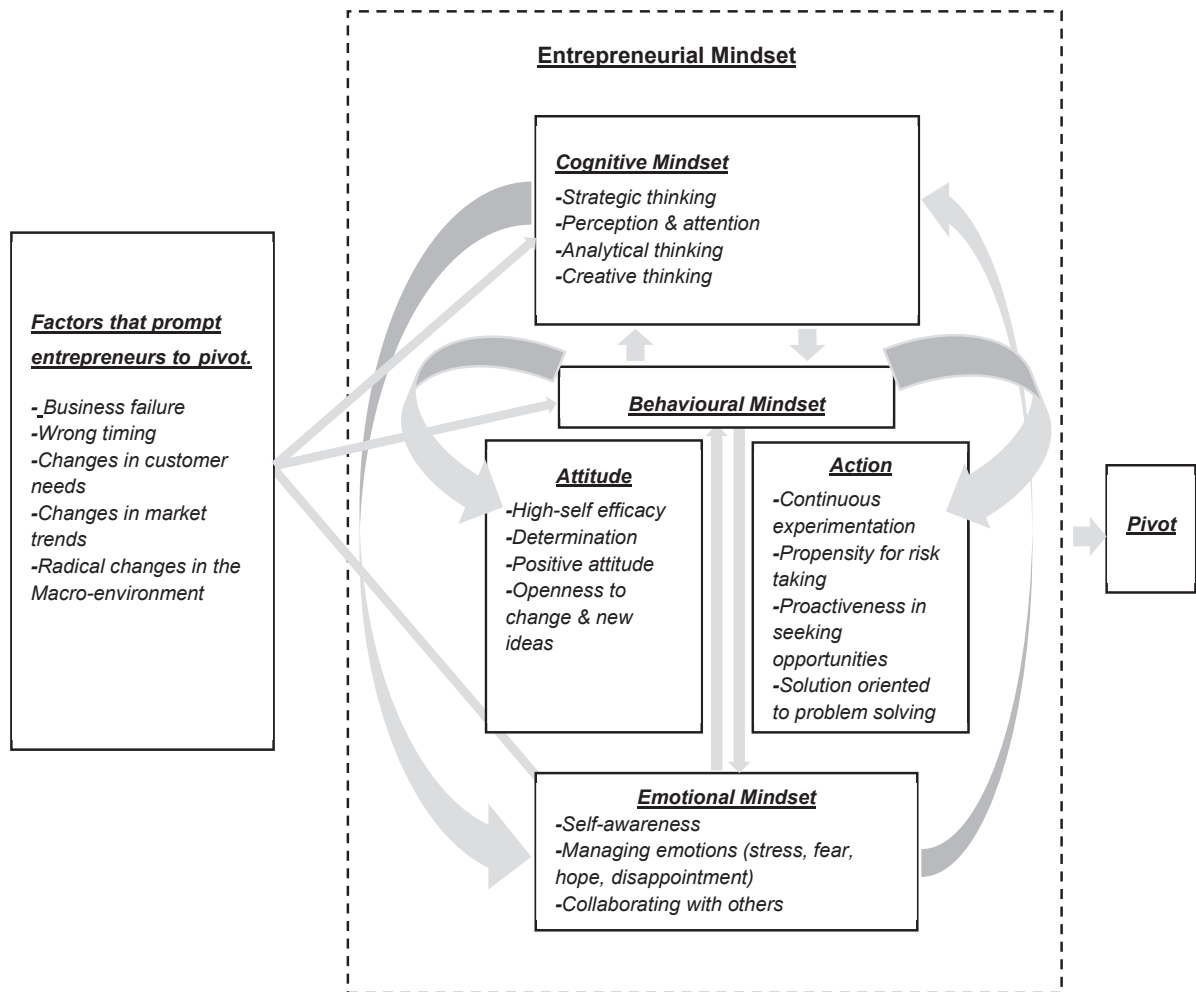 Entrepreneurial Mindset
Cognitive Mindset
-Strategic thinking
-Perception & attention
-Analytical thinking
-Creative thinking
Factors that prompt
entrepreneurs to pivot.
- Business failure
-Wrong timing
-Changes in customer
needs
-Changes in market
trends
-Radical changes in the
Macro-environment
Behavioural Mindset
Attitude
-High-self efficacy
-Determination
-Positive attitude
-Openness to
change & new
ideas
Action
-Continuous
experimentation
-Propensity for risk
taking
-Proactiveness in
seeking
opportunities
-Solution oriented
to problem solving
Emotional Mindset
-Self-awareness
-Managing emotions (stress, fear,
hope, disappointment)
-Collaborating with others
Pivot